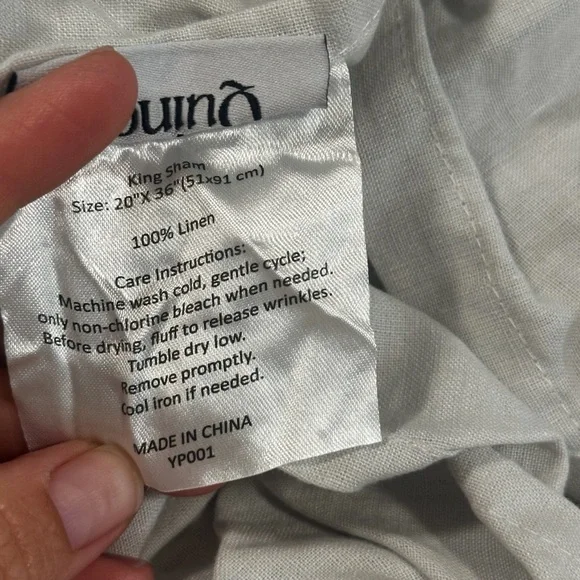 King Sham
Size: 20"X 36"(51x91 cm)
100% Linen
Care Instructions:
Machine wash cold, gentle cycle;
only non-chlorine bleach when needed.
Before drying, fluff to release wrinkles.
Tumble dry low.
Remove promptly.
Cool iron if needed.
MADE IN CHINA
YP001